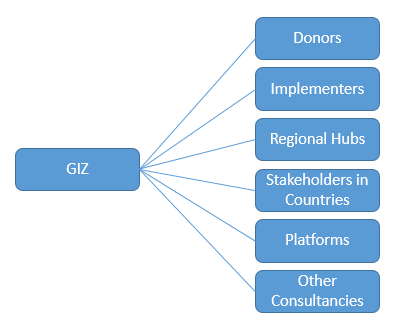 GIZ
Donors
Implementers
Regional Hubs
Stakeholders in
Countries
Platforms
Other
Consultancies